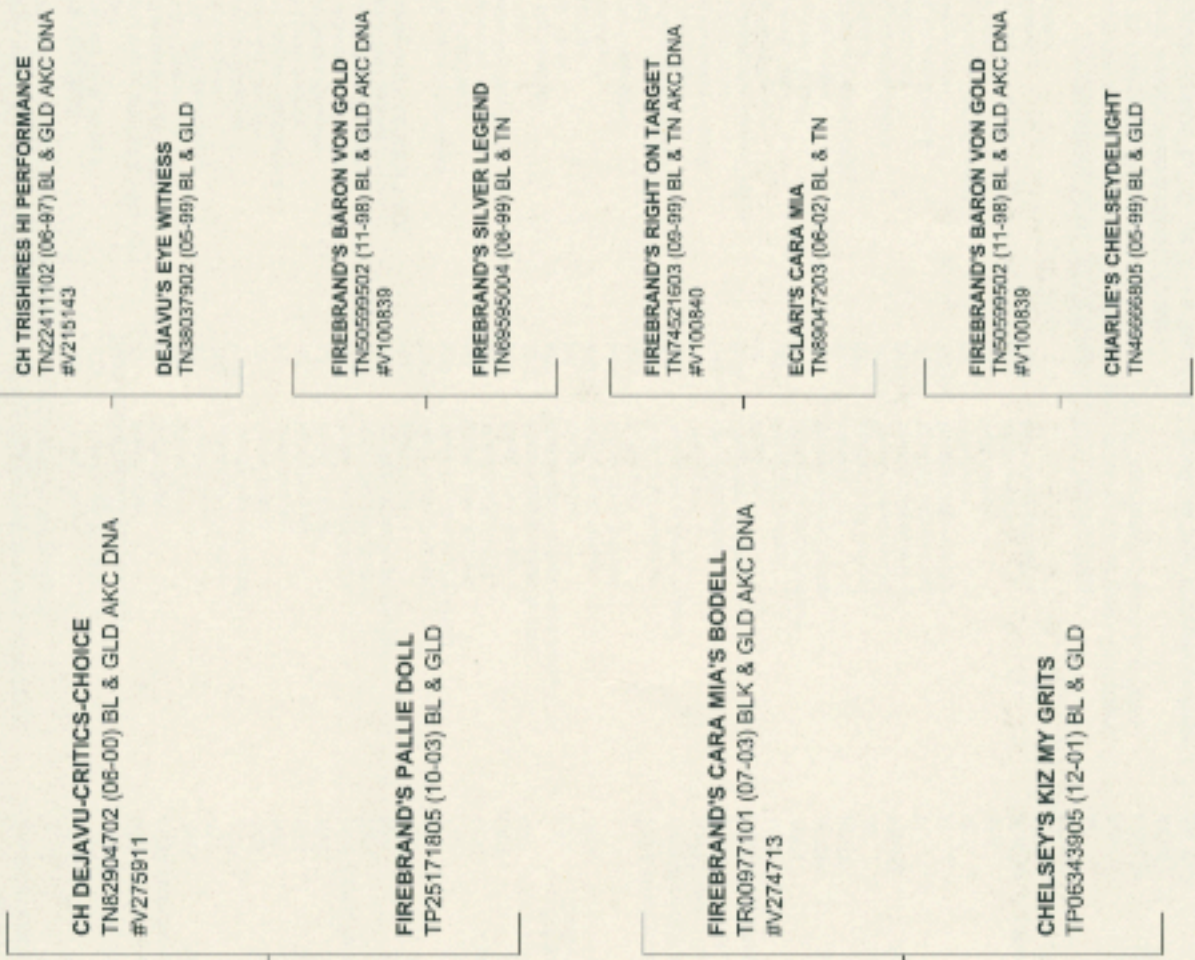 CH DEJAVU-CRITICS-CHOICE
TN82904702 (06-00) BL & GLD AKC DNA
#V275911
FIREBRAND'S PALLIE DOLL
TP25171805 (10-03) BL & GLD
FIREBRAND'S CARA MIA'S BODELL
TR00977101 (07-03) BLK & GLD AKC DNA
#V274713
CHELSEY'S KIZ MY GRITS
TP06343905 (12-01) BL & GLD
CH TRISHIRES HI PERFORMANCE
TN22411102 (06-97) BL & GLD AKC DNA
#V215143
DEJAVU'S EYE WITNESS
TN38037902 (05-99) BL & GLD
FIREBRAND'S BARON VON GOLD
TN50599502 (11-98) BL & GLD AKC DNA
#V100839
FIREBRAND'S SILVER LEGEND
TN69595004 (08-99) BL & TN
FIREBRAND'S RIGHT ON TARGET
TN74521603 (09-99) BL & TN AKC DNA
#V100840
ECLARI'S CARA MIA
TN89047203 (06-02) BL & TN
FIREBRAND'S BARON VON GOLD
TN50599502 (11-98) BL & GLD AKC DNA
#V100839
CHARLIE'S CHELSEYDELIGHT
TN46666805 (05-99) BL & GLD